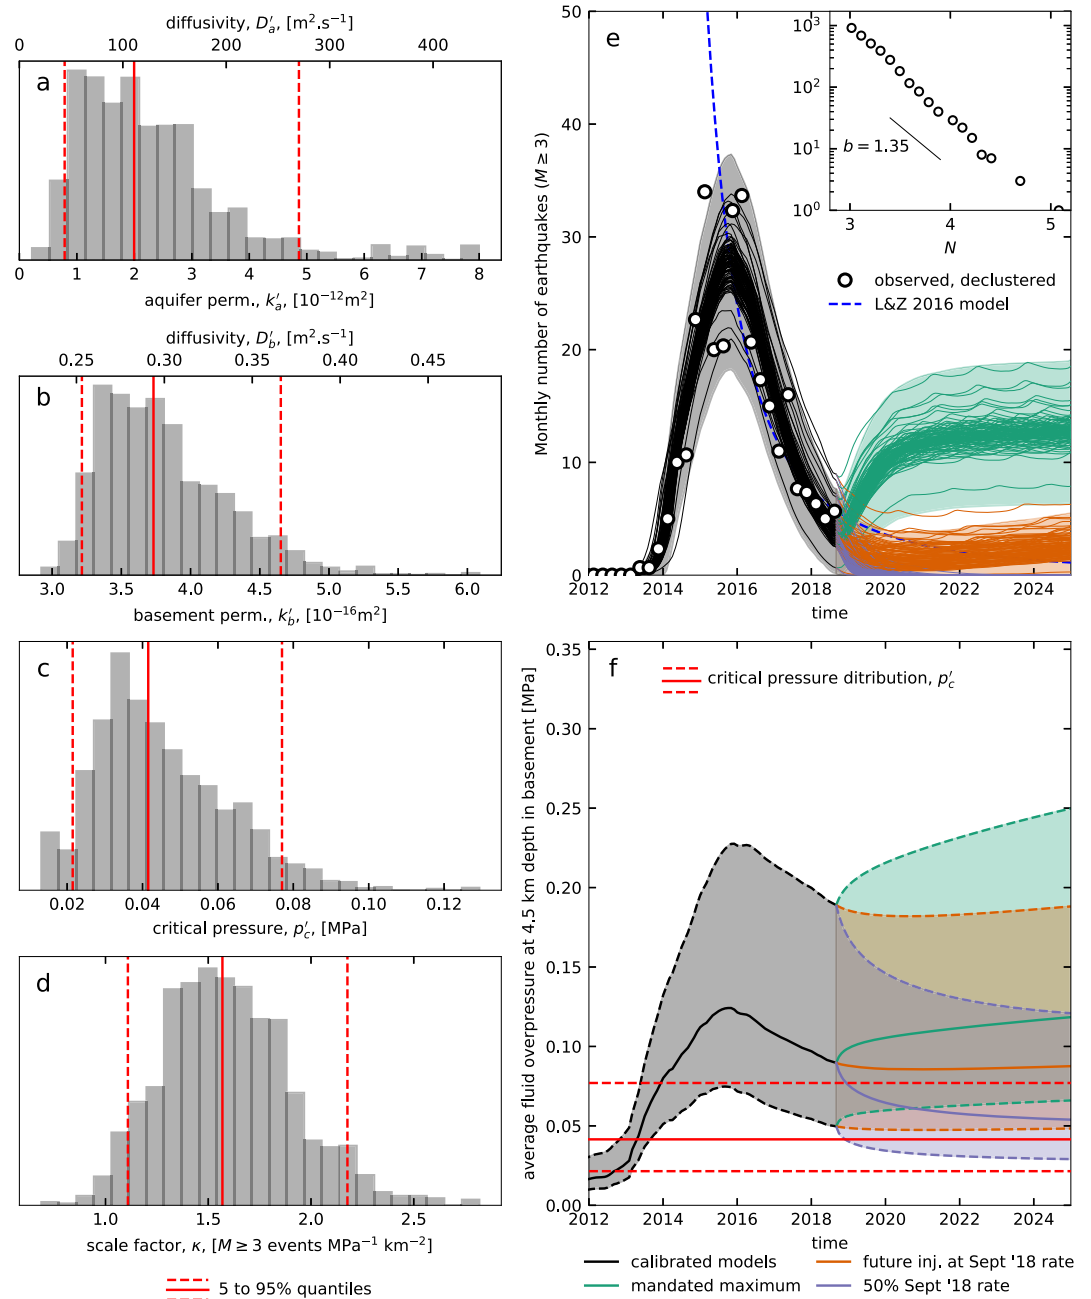 diffusivity, D′a, [m².s⁻¹]
0 100 200 300 400
a
1 2 3 4 5 6 7 8
aquifer perm., k′a, [10⁻¹²m²]
diffusivity, D′b, [m².s⁻¹]
0.25 0.30 0.35 0.40 0.45
b
3.0 3.5 4.0 4.5 5.0 5.5 6.0
basement perm., k′b, [10⁻¹⁶m²]
c
0.02 0.04 0.06 0.08 0.10 0.12
critical pressure, p′c, [MPa]
d
1.0 1.5 2.0 2.5
scale factor, κ, [M ≥ 3 events MPa⁻¹ km⁻²]
5 to 95% quantiles
e
Monthly number of earthquakes (M ≥ 3)
50
40
30
20
10
0
2012 2014 2016 2018 2020 2022 2024
time
10³
10²
10¹
10⁰
b = 1.35
3 4 5
N
observed, declustered
L&Z 2016 model
f
critical pressure ditribution, p′c
average fluid overpressure at 4.5 km depth in basement [MPa]
0.35
0.30
0.25
0.20
0.15
0.10
0.05
0.00
2012 2014 2016 2018 2020 2022 2024
time
calibrated models
mandated maximum
future inj. at Sept '18 rate
50% Sept '18 rate